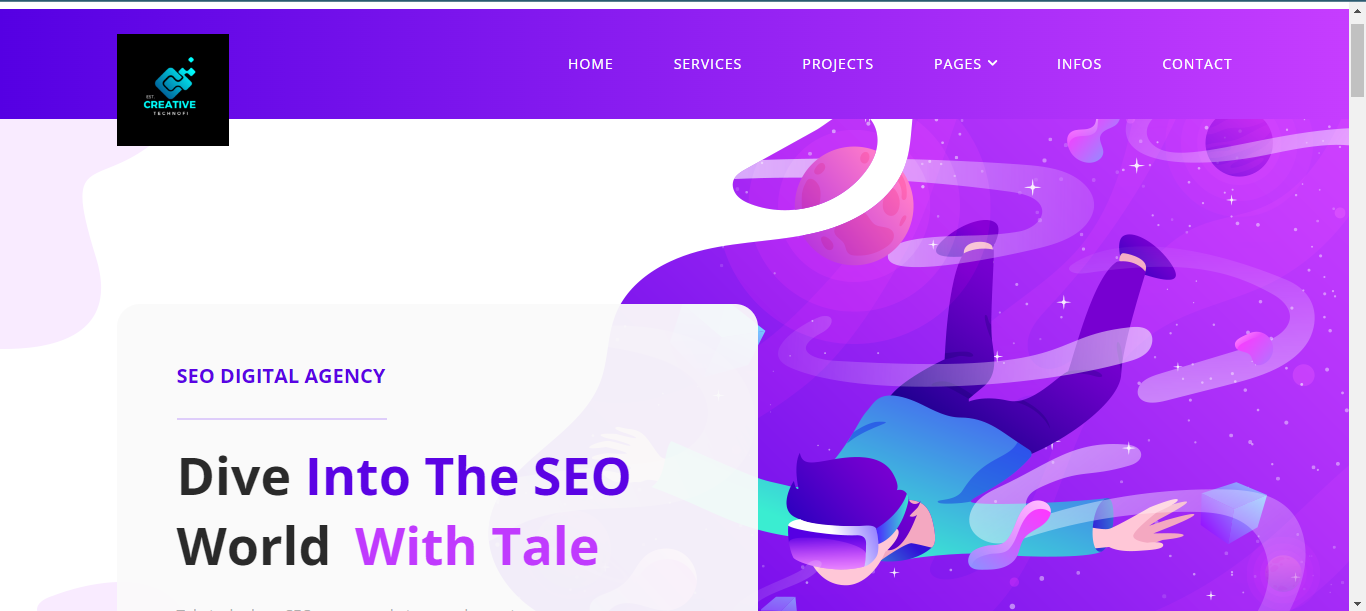 HOME SERVICES PROJECTS PAGES INFOS CONTACT
EST.
CREATIVE
TECHNOFI
SEO DIGITAL AGENCY
Dive Into The SEO
World With Tale